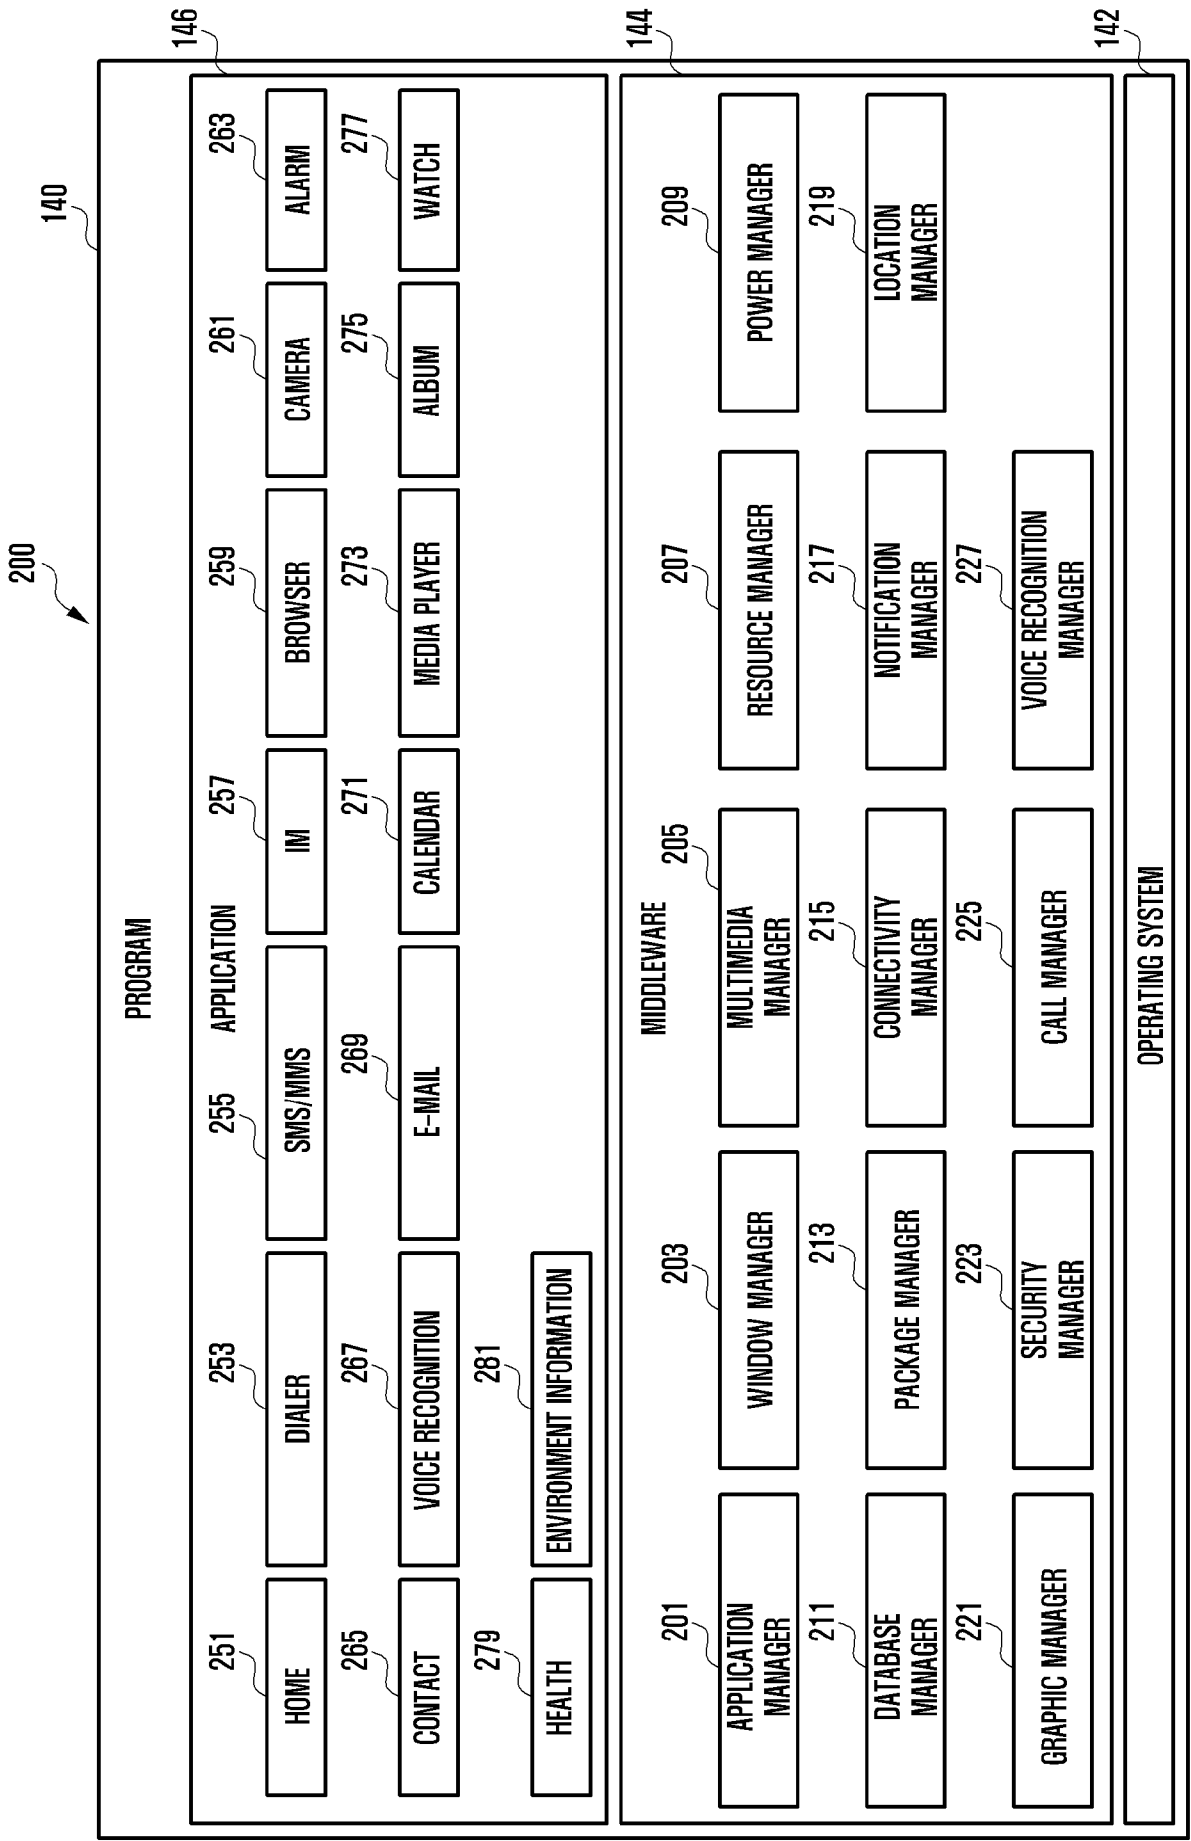 200
140
PROGRAM
146
APPLICATION
251
253
255
257
259
261
263
HOME
DIALER
SMS/MMS
IM
BROWSER
CAMERA
ALARM
265
267
269
271
273
275
277
CONTACT
VOICE RECOGNITION
E-MAIL
CALENDAR
MEDIA PLAYER
ALBUM
WATCH
279
281
HEALTH
ENVIRONMENT INFORMATION
144
MIDDLEWARE
201
203
205
207
209
APPLICATION
MANAGER
WINDOW MANAGER
MULTIMEDIA
MANAGER
RESOURCE MANAGER
POWER MANAGER
211
213
215
217
219
DATABASE
MANAGER
PACKAGE MANAGER
CONNECTIVITY
MANAGER
NOTIFICATION
MANAGER
LOCATION
MANAGER
221
223
225
227
GRAPHIC MANAGER
SECURITY
MANAGER
CALL MANAGER
VOICE RECOGNITION
MANAGER
142
OPERATING SYSTEM